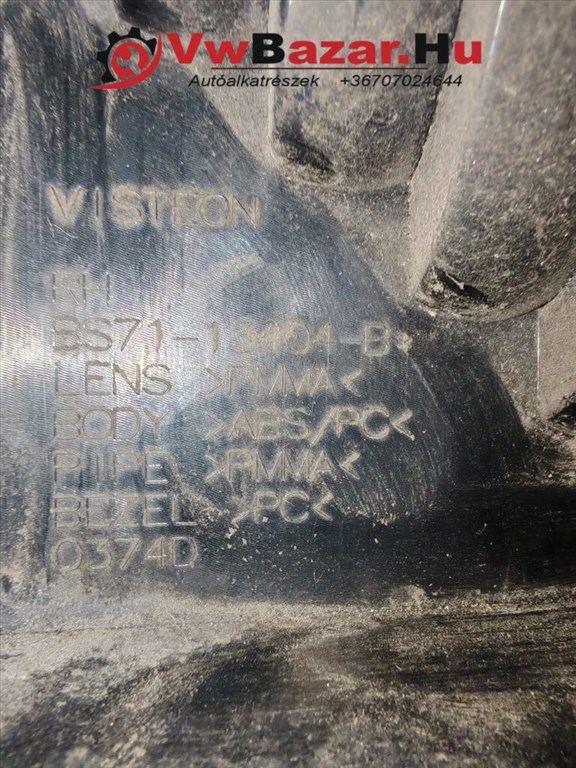 VwBazar.Hu
Autóalkatrészek +36707024644
VISTEON
RH
BS71-13404-B
LENS >PMMA<
BODY >ABS/PC<
PIPE >PMMA<
BEZEL >PC<
0374D